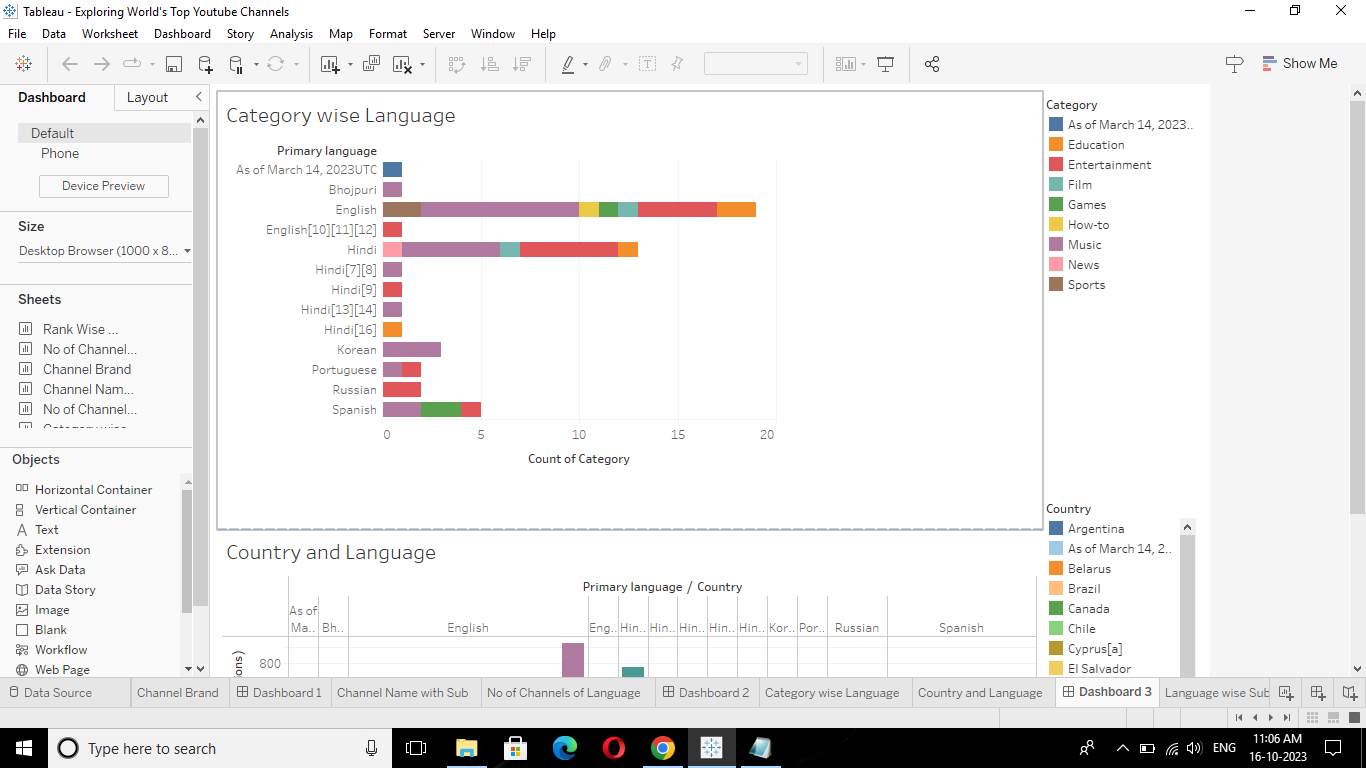 Tableau - Exploring World's Top Youtube Channels
File Data Worksheet Dashboard Story Analysis Map Format Server Window Help
Show Me
Dashboard Layout
Default
Phone
Device Preview
Size
Desktop Browser (1000 x 8...
Sheets
Rank Wise ...
No of Channel...
Channel Brand
Channel Nam...
No of Channel...
Objects
Horizontal Container
Vertical Container
Text
Extension
Ask Data
Data Story
Image
Blank
Workflow
Web Page
Category wise Language
Primary language
As of March 14, 2023UTC
Bhojpuri
English
English[10][11][12]
Hindi
Hindi[7][8]
Hindi[9]
Hindi[13][14]
Hindi[16]
Korean
Portuguese
Russian
Spanish
0 5 10 15 20
Count of Category
Category
As of March 14, 2023..
Education
Entertainment
Film
Games
How-to
Music
News
Sports
Country and Language
Primary language / Country
As of
Ma.. Bh.. English Eng.. Hin.. Hin.. Hin.. Hin.. Hin.. Kor.. Por.. Russian Spanish
800
Country
Argentina
As of March 14, 2..
Belarus
Brazil
Canada
Chile
Cyprus[a]
El Salvador
Data Source Channel Brand Dashboard 1 Channel Name with Sub No of Channels of Language Dashboard 2 Category wise Language Country and Language Dashboard 3 Language wise Sub
Type here to search
ENG
11:06 AM
16-10-2023